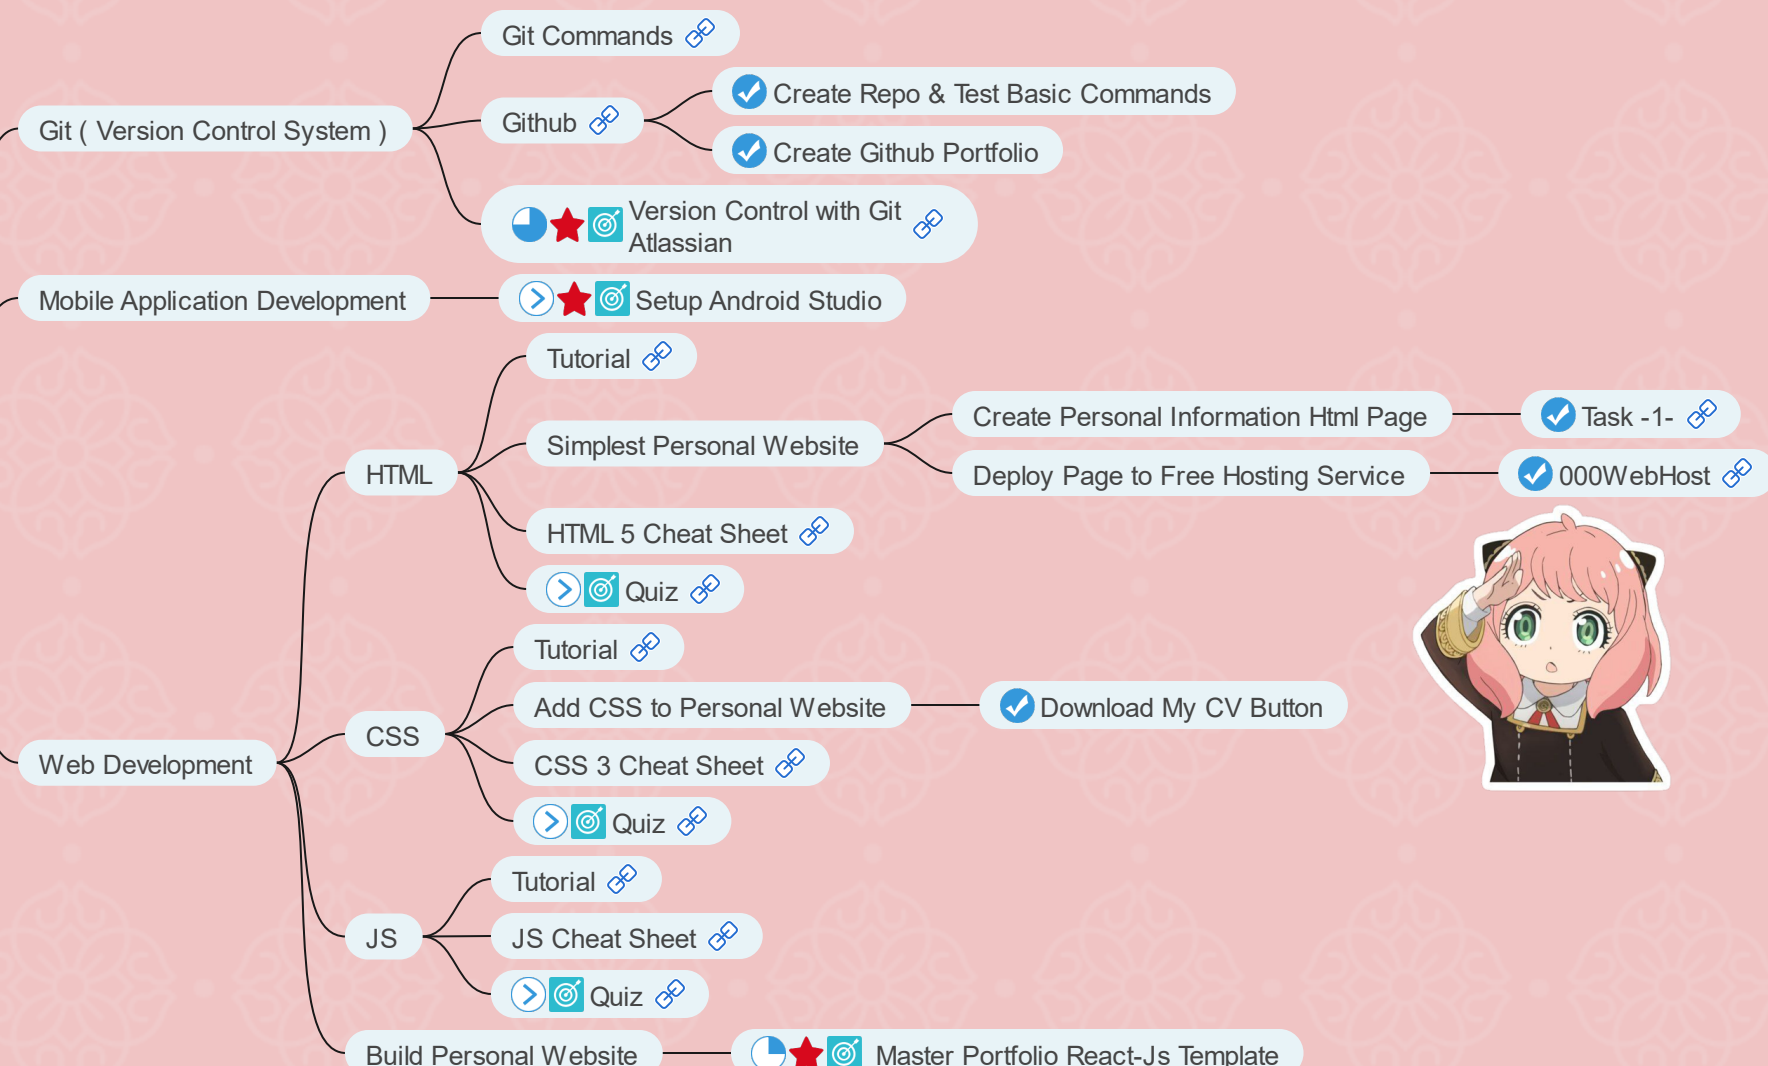 Git Commands
Create Repo & Test Basic Commands
Github
Git ( Version Control System )
Create Github Portfolio
Version Control with Git
Atlassian
Mobile Application Development
Setup Android Studio
Tutorial
Create Personal Information Html Page
Task -1-
Simplest Personal Website
HTML
Deploy Page to Free Hosting Service
000WebHost
HTML 5 Cheat Sheet
Quiz
Tutorial
Add CSS to Personal Website
Download My CV Button
CSS
Web Development
CSS 3 Cheat Sheet
Quiz
Tutorial
JS
JS Cheat Sheet
Quiz
Build Personal Website
Master Portfolio React-Js Template